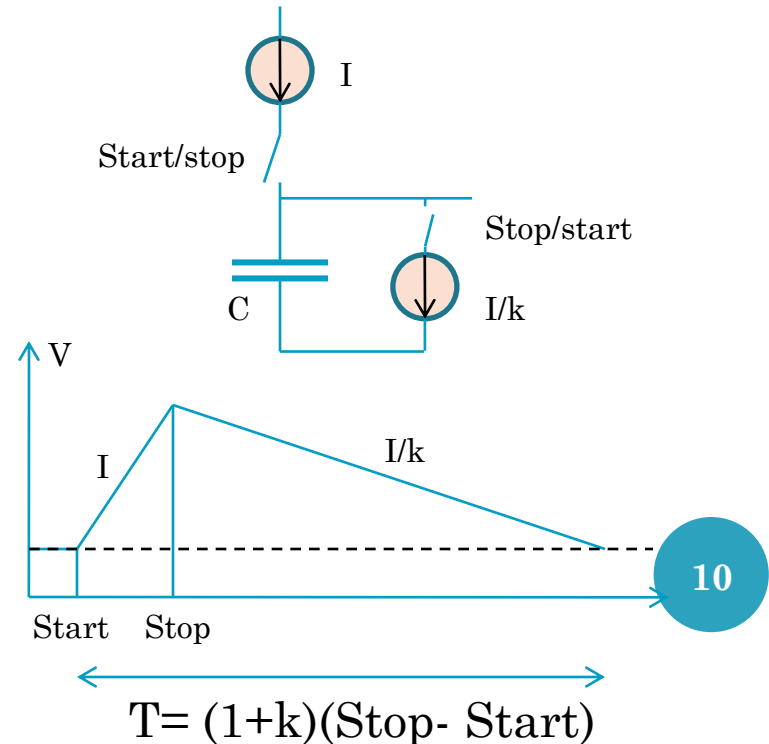 I
Start/stop
Stop/start
C
I/k
V
I
I/k
10
Start
Stop
T= (1+k)(Stop- Start)